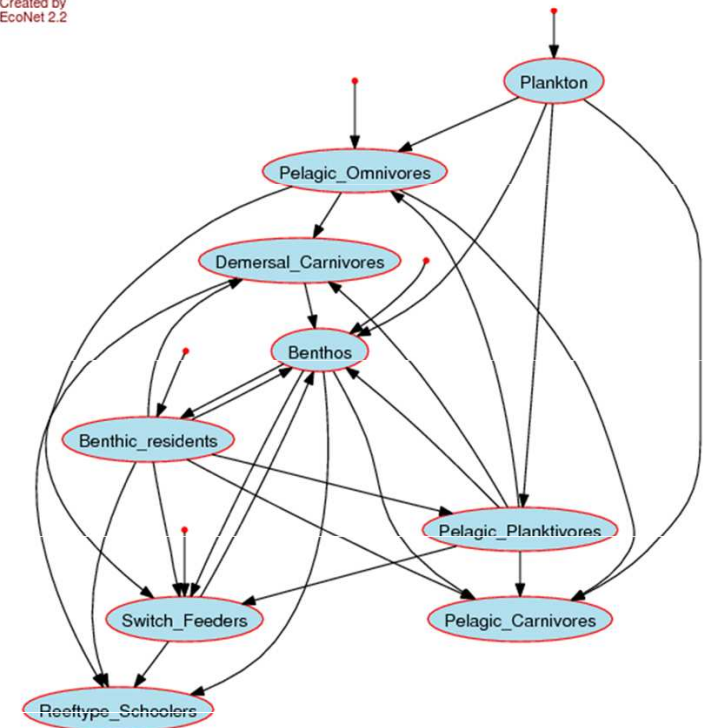 Created by
EcoNet 2.2
Plankton
Pelagic_Omnivores
Demersal_Carnivores
Benthos
Benthic_residents
Pelagic_Planktivores
Switch_Feeders
Pelagic_Carnivores
Reeftype_Schoolers